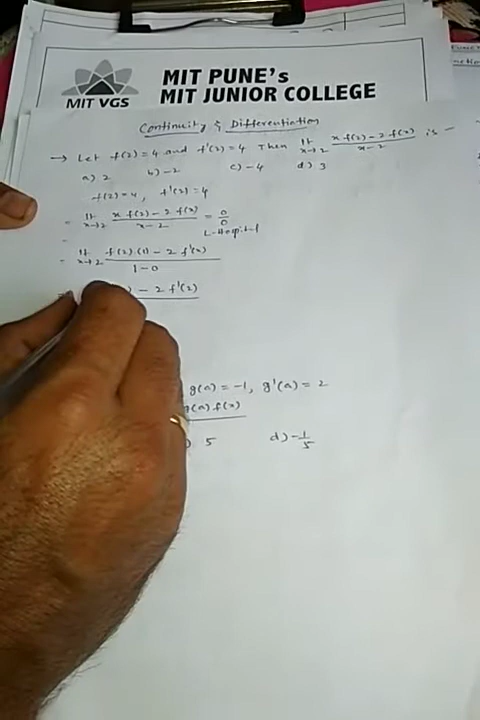 MIT PUNE's
MIT JUNIOR COLLEGE
MIT VGS
Continuity & Differentiation
→ Let f(2)=4 and f'(2)=4 Then lt x→2 x f(2) - 2 f(x) / x-2 is -
a) 2 b) -2 c) -4 d) 3
f(2)=4, f'(2)=4
= lt x→2 x f(2) - 2 f(x) / x-2 = 0/0
L-Hospital
= lt x→2 f(2).(1) - 2 f'(x) / 1-0
- 2 f'(2)
g(a) = -1, g'(a) = 2
g(a) f(x)
) 5 d) -1/5